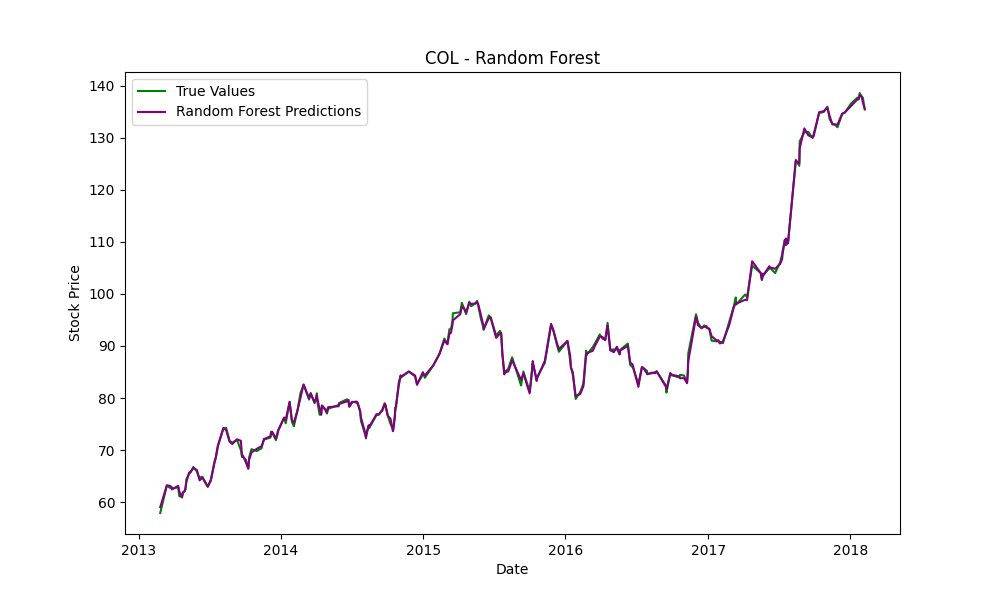 COL - Random Forest
True Values
Random Forest Predictions
140
130
120
110
100
90
80
70
60
Stock Price
2013 2014 2015 2016 2017 2018
Date